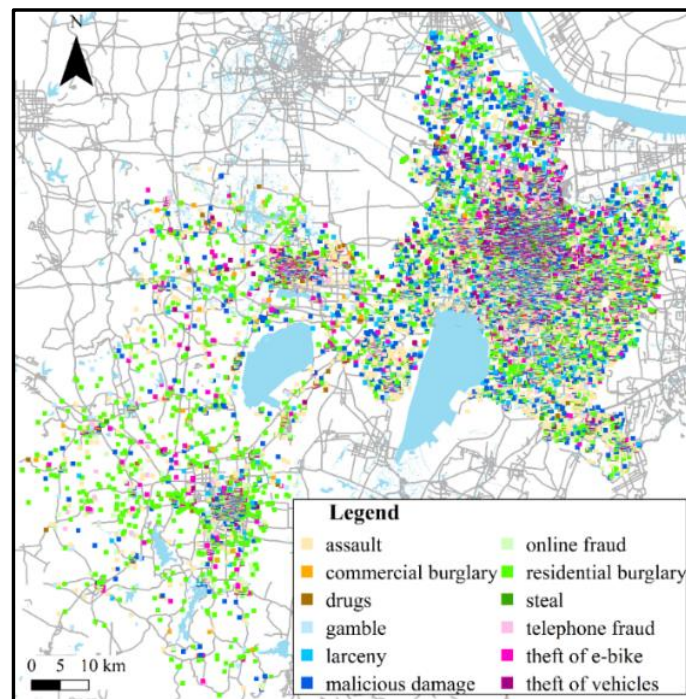 N
Legend
assault online fraud
commercial burglary residential burglary
drugs steal
gamble telephone fraud
larceny theft of e-bike
malicious damage theft of vehicles
0 5 10 km